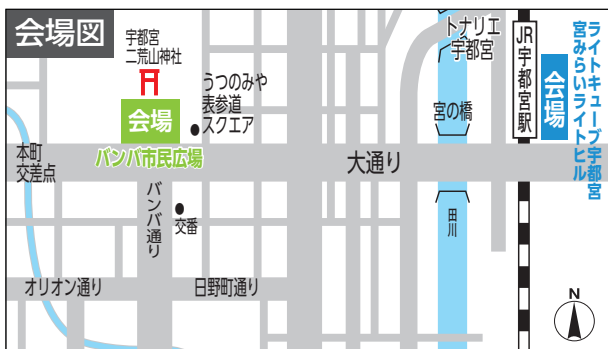 会場図
宇都宮
二荒山神社
会場
バンバ市民広場
うつのみや
表参道
スクエア
本町
交差点
バンバ通り
交番
オリオン通り
日野町通り
大通り
トナリエ
宇都宮
宮の橋
田川
JR宇都宮駅
会場
ライトキューブ宇都宮
宮みらいライトヒル
N